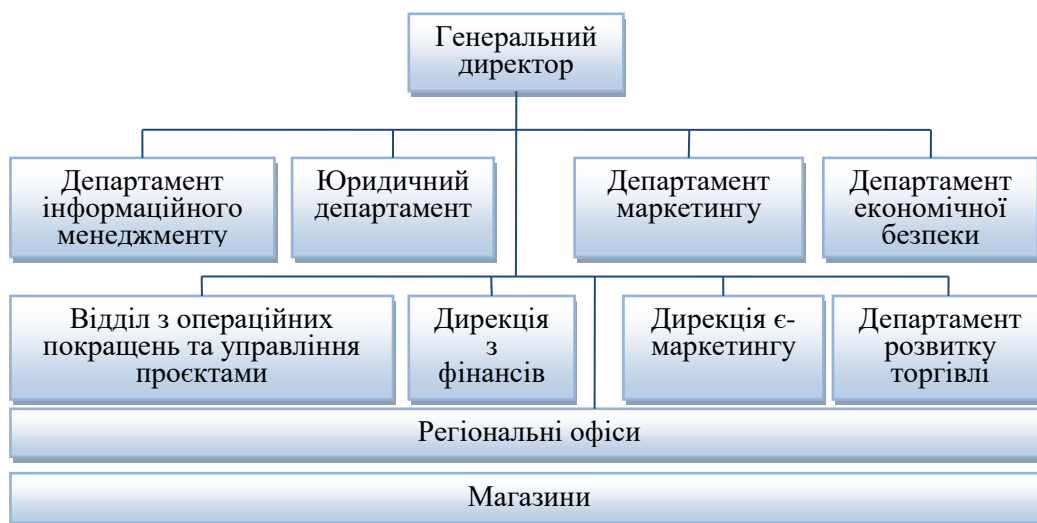 Генеральний
директор
Департамент
інформаційного
менеджменту
Юридичний
департамент
Департамент
маркетингу
Департамент
економічної
безпеки
Відділ з операційних
покращень та управління
проєктами
Дирекція
з
фінансів
Дирекція є-
маркетингу
Департамент
розвитку
торгівлі
Регіональні офіси
Магазини